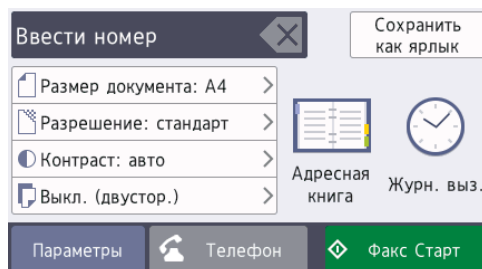 Ввести номер
Сохранить
как ярлык
Размер документа: A4
Разрешение: стандарт
Контраст: авто
Выкл. (двустор.)
Адресная
книга
Журн. выз.
Параметры
Телефон
Факс Старт